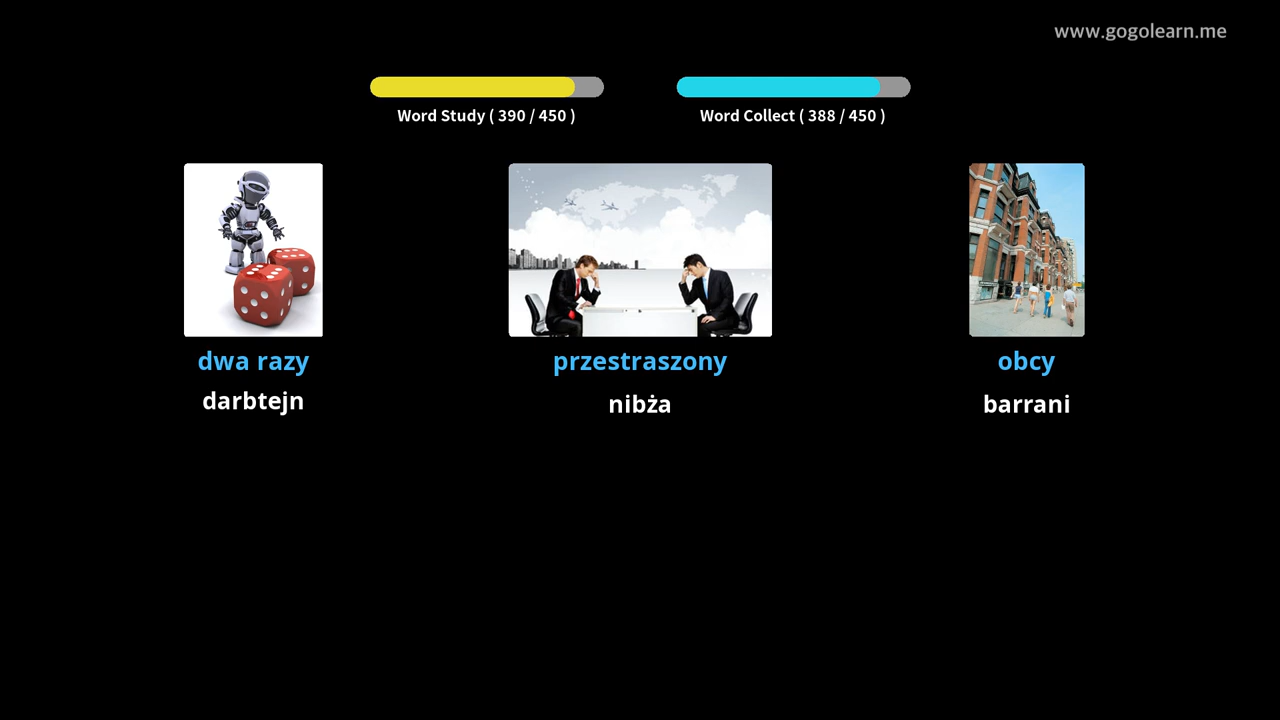 www.gogolearn.me
Word Study ( 390 / 450 )
Word Collect ( 388 / 450 )
dwa razy
darbtejn
przestraszony
nibża
obcy
barrani